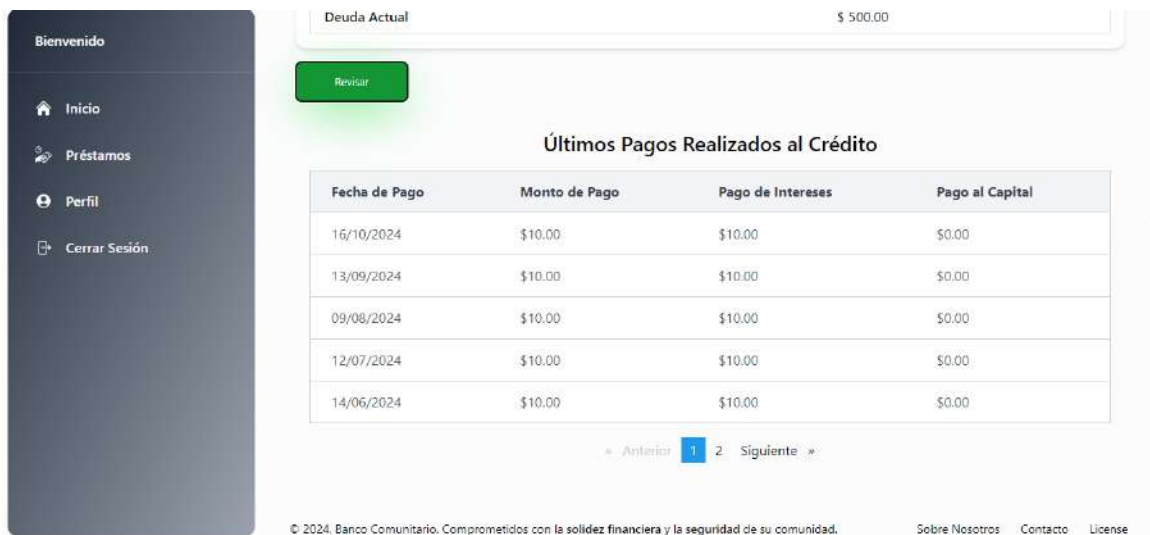 Bienvenido
Inicio
Préstamos
Perfil
Cerrar Sesión
Deuda Actual $ 500.00
Revisar
Últimos Pagos Realizados al Crédito
Fecha de Pago Monto de Pago Pago de Intereses Pago al Capital
16/10/2024 $10.00 $10.00 $0.00
13/09/2024 $10.00 $10.00 $0.00
09/08/2024 $10.00 $10.00 $0.00
12/07/2024 $10.00 $10.00 $0.00
14/06/2024 $10.00 $10.00 $0.00
« Anterior 1 2 Siguiente »
© 2024. Banco Comunitario. Comprometidos con la solidez financiera y la seguridad de su comunidad. Sobre Nosotros Contacto License